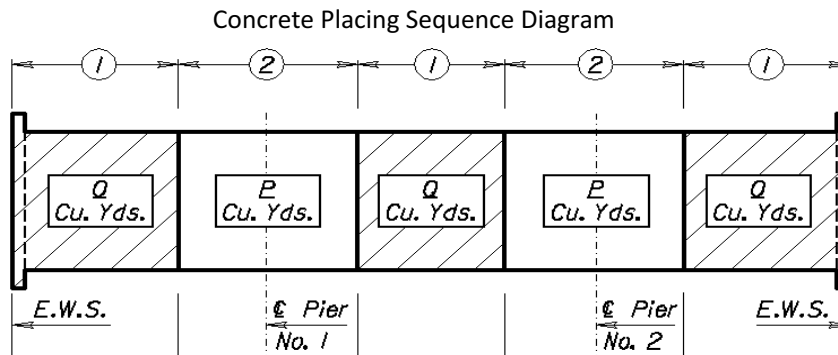 Concrete Placing Sequence Diagram
1 2 1 2 1
Q P Q P Q
Cu. Yds. Cu. Yds. Cu. Yds. Cu. Yds. Cu. Yds.
E.W.S. ℄ Pier ℄ Pier E.W.S.
No. 1 No. 2